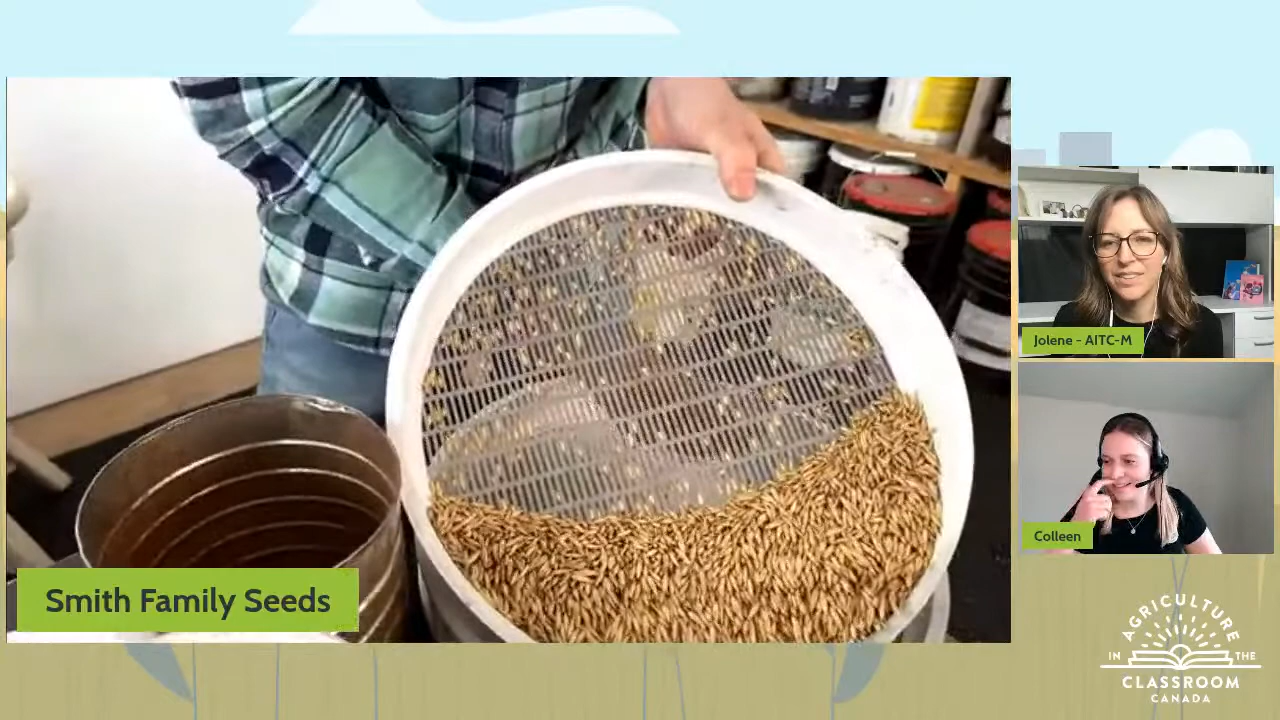 Smith Family Seeds
Jolene - AITC-M
Colleen
AGRICULTURE
IN THE
CLASSROOM
CANADA